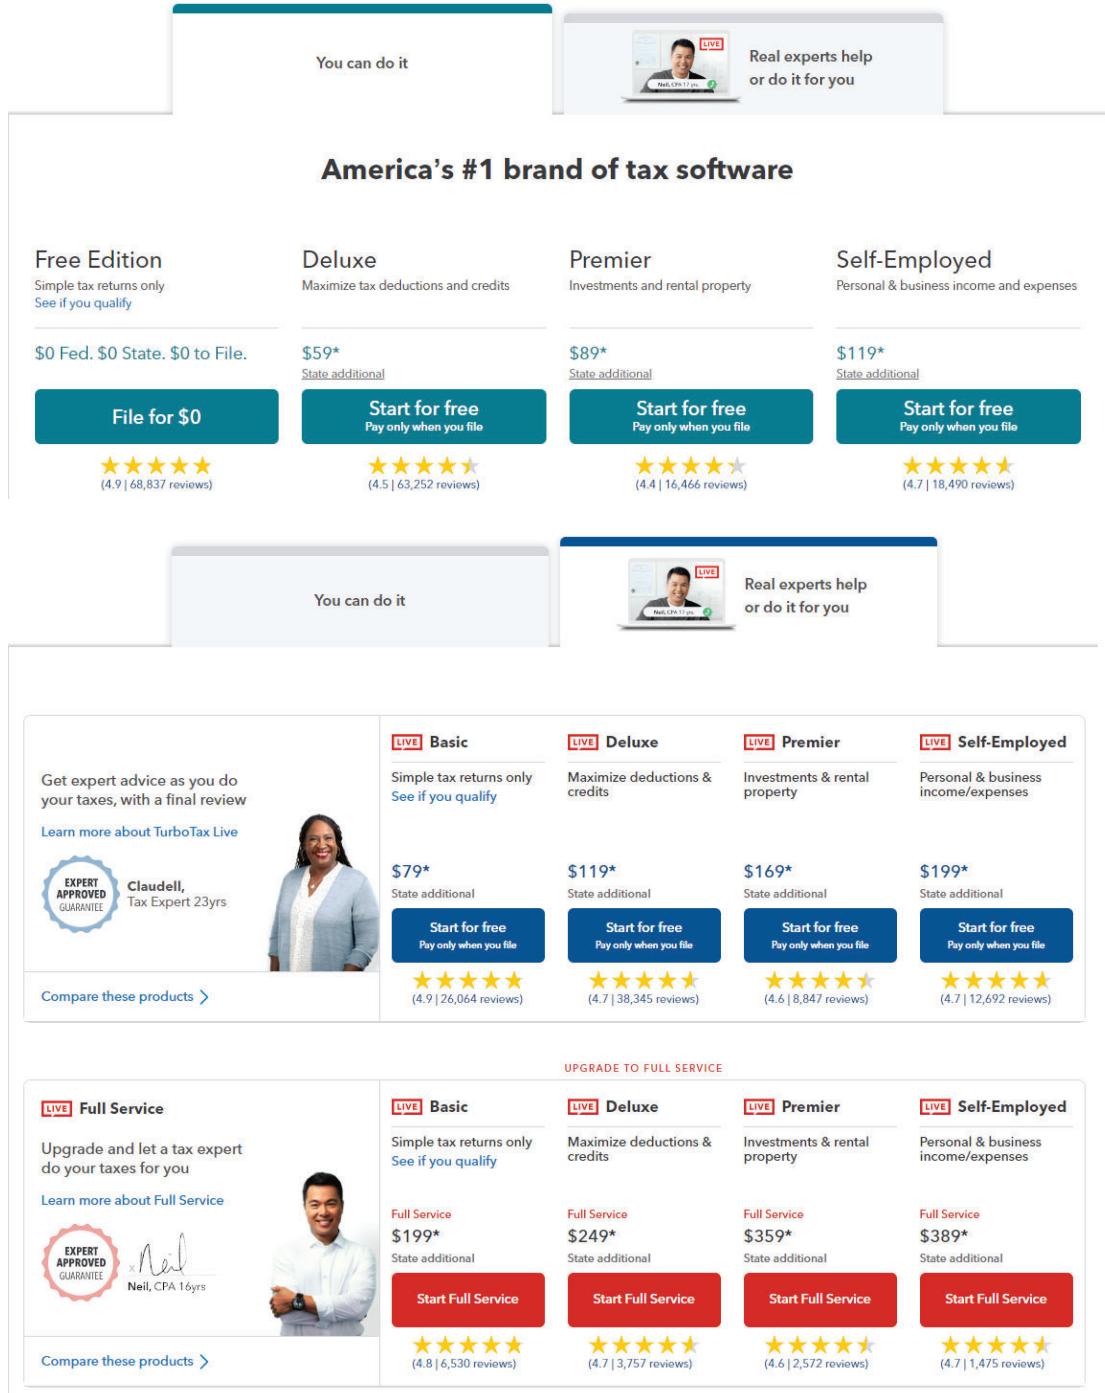 You can do it
LIVE
Neil, CPA 17 yrs
Real experts help
or do it for you
America's #1 brand of tax software
Free Edition
Simple tax returns only
See if you qualify
$0 Fed. $0 State. $0 to File.
File for $0
(4.9 | 68,837 reviews)
Deluxe
Maximize tax deductions and credits
$59*
State additional
Start for free
Pay only when you file
(4.5 | 63,252 reviews)
Premier
Investments and rental property
$89*
State additional
Start for free
Pay only when you file
(4.4 | 16,466 reviews)
Self-Employed
Personal & business income and expenses
$119*
State additional
Start for free
Pay only when you file
(4.7 | 18,490 reviews)
You can do it
LIVE
Neil, CPA 17 yrs
Real experts help
or do it for you
Get expert advice as you do
your taxes, with a final review
Learn more about TurboTax Live
EXPERT
APPROVED
GUARANTEE
Claudell,
Tax Expert 23yrs
Compare these products
LIVE Basic
Simple tax returns only
See if you qualify
$79*
State additional
Start for free
Pay only when you file
(4.9 | 26,064 reviews)
LIVE Deluxe
Maximize deductions &
credits
$119*
State additional
Start for free
Pay only when you file
(4.7 | 38,345 reviews)
LIVE Premier
Investments & rental
property
$169*
State additional
Start for free
Pay only when you file
(4.6 | 8,847 reviews)
LIVE Self-Employed
Personal & business
income/expenses
$199*
State additional
Start for free
Pay only when you file
(4.7 | 12,692 reviews)
UPGRADE TO FULL SERVICE
LIVE Full Service
Upgrade and let a tax expert
do your taxes for you
Learn more about Full Service
EXPERT
APPROVED
GUARANTEE
x Neil
Neil, CPA 16yrs
Compare these products
LIVE Basic
Simple tax returns only
See if you qualify
Full Service
$199*
State additional
Start Full Service
(4.8 | 6,530 reviews)
LIVE Deluxe
Maximize deductions &
credits
Full Service
$249*
State additional
Start Full Service
(4.7 | 3,757 reviews)
LIVE Premier
Investments & rental
property
Full Service
$359*
State additional
Start Full Service
(4.6 | 2,572 reviews)
LIVE Self-Employed
Personal & business
income/expenses
Full Service
$389*
State additional
Start Full Service
(4.7 | 1,475 reviews)